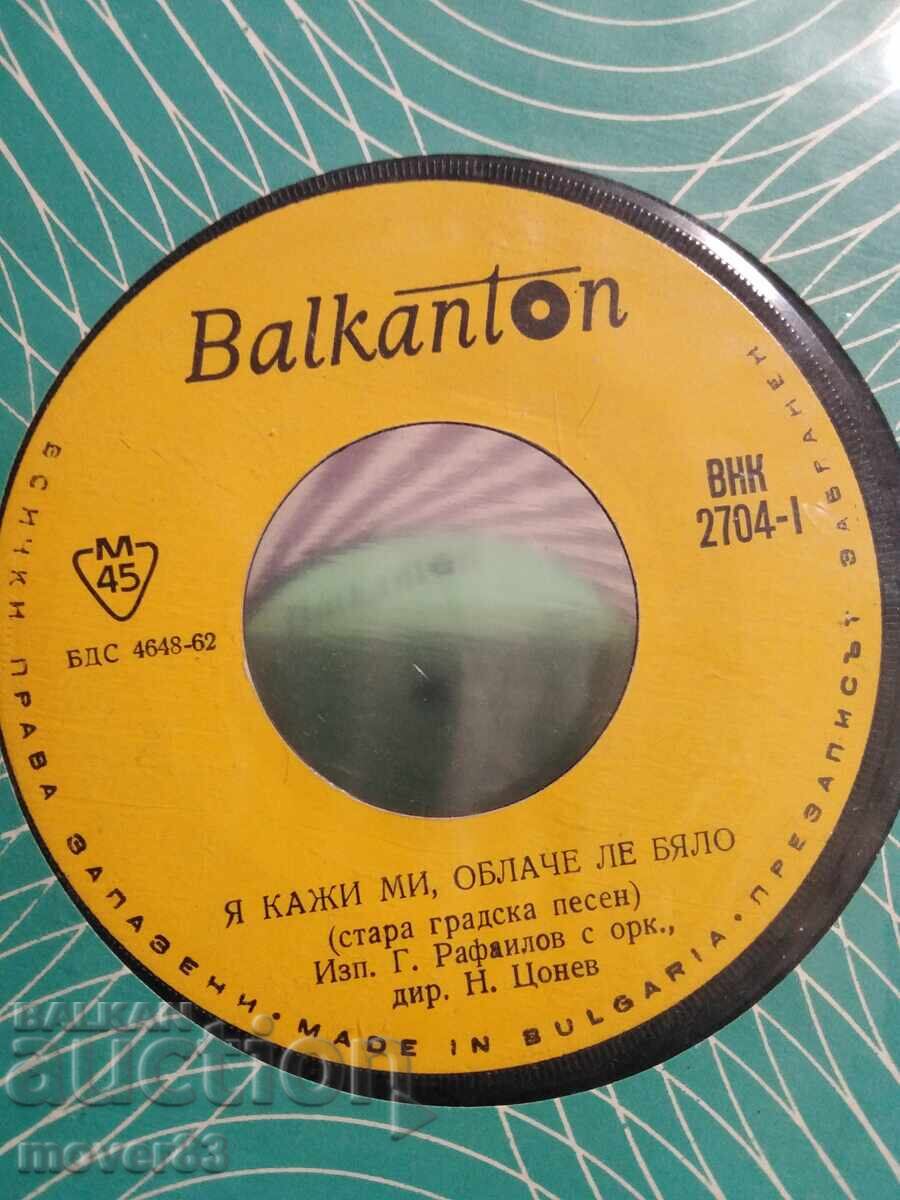 Balkanton
ВНК
2704-I
М
45
БДС 4648-62
Я КАЖИ МИ, ОБЛАЧЕ ЛЕ БЯЛО
(стара градска песен)
Изп. Г. Рафаилов с орк.,
дир. Н. Цонев
ВСИЧКИ ПРАВА ЗАПАЗЕНИ • MADE IN BULGARIA • ПРЕЗАПИСЪТ ЗАБРАНЕН
BALKAN
auction
mover83